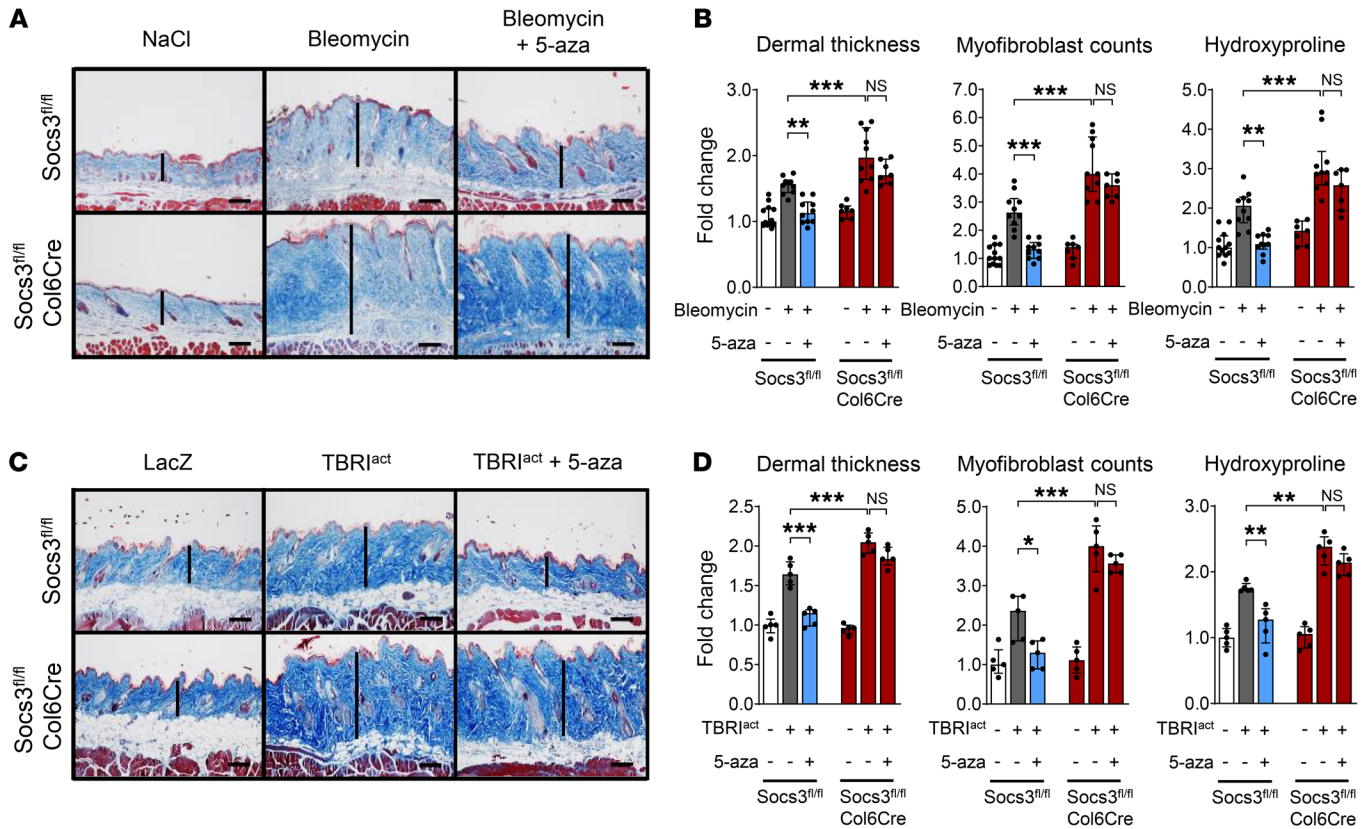 A
NaCl
Bleomycin
Bleomycin
+ 5-aza
Socs3fl/fl
Socs3fl/fl
Col6Cre
B
Dermal thickness
Myofibroblast counts
Hydroxyproline
Fold change
3.0
2.0
1.0
0.0
***
NS
**
7.0
6.0
5.0
4.0
3.0
2.0
1.0
0.0
***
NS
***
5.0
4.0
3.0
2.0
1.0
0.0
***
NS
**
Bleomycin - + + - + +
5-aza - - + - - +
Socs3fl/fl
Socs3fl/fl
Col6Cre
Bleomycin - + + - + +
5-aza - - + - - +
Socs3fl/fl
Socs3fl/fl
Col6Cre
Bleomycin - + + - + +
5-aza - - + - - +
Socs3fl/fl
Socs3fl/fl
Col6Cre
C
LacZ
TBRIact
TBRIact + 5-aza
Socs3fl/fl
Socs3fl/fl
Col6Cre
D
Dermal thickness
Myofibroblast counts
Hydroxyproline
Fold change
2.5
2.0
1.5
1.0
0.5
0.0
***
NS
***
5.0
4.0
3.0
2.0
1.0
0.0
***
NS
*
3.0
2.0
1.0
0.0
**
NS
**
TBRIact - + + - + +
5-aza - - + - - +
Socs3fl/fl
Socs3fl/fl
Col6Cre
TBRIact - + + - + +
5-aza - - + - - +
Socs3fl/fl
Socs3fl/fl
Col6Cre
TBRIact - + + - + +
5-aza - - + - - +
Socs3fl/fl
Socs3fl/fl
Col6Cre